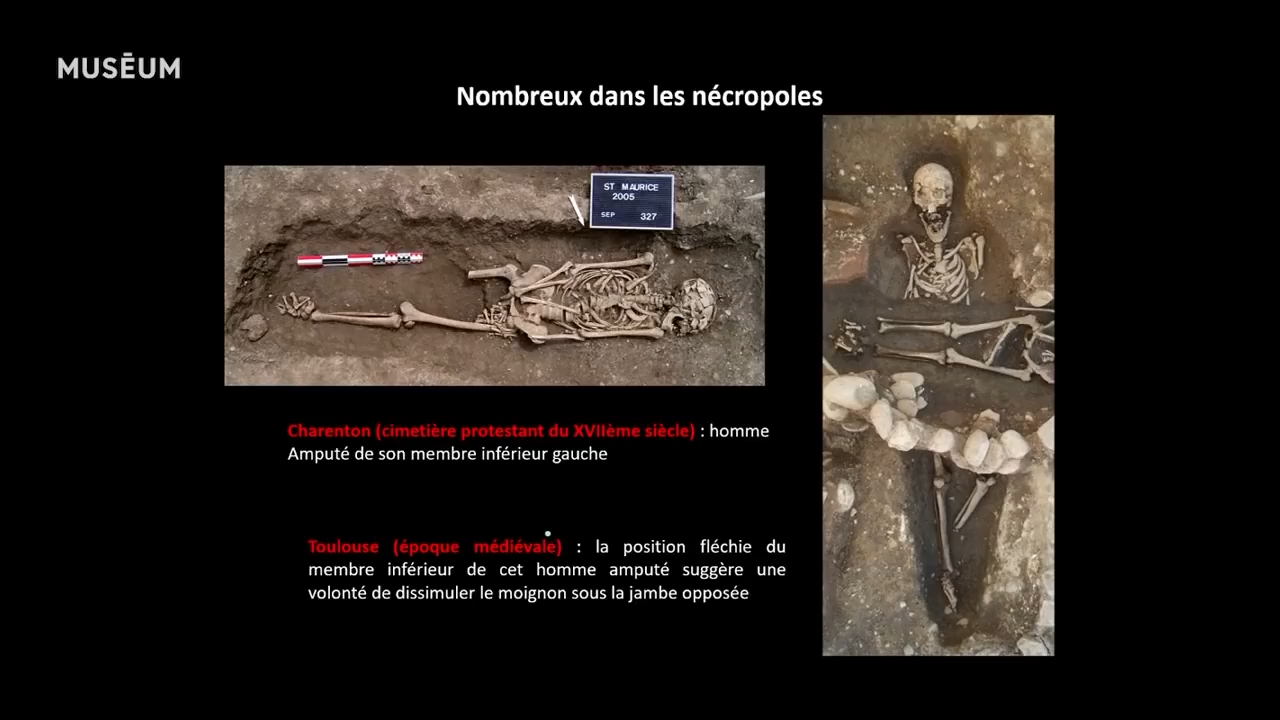 MUSĒUM
Nombreux dans les nécropoles
ST MAURICE
2005
SEP 327
Charenton (cimetière protestant du XVIIème siècle) : homme
Amputé de son membre inférieur gauche
Toulouse (époque médiévale) : la position fléchie du
membre inférieur de cet homme amputé suggère une
volonté de dissimuler le moignon sous la jambe opposée